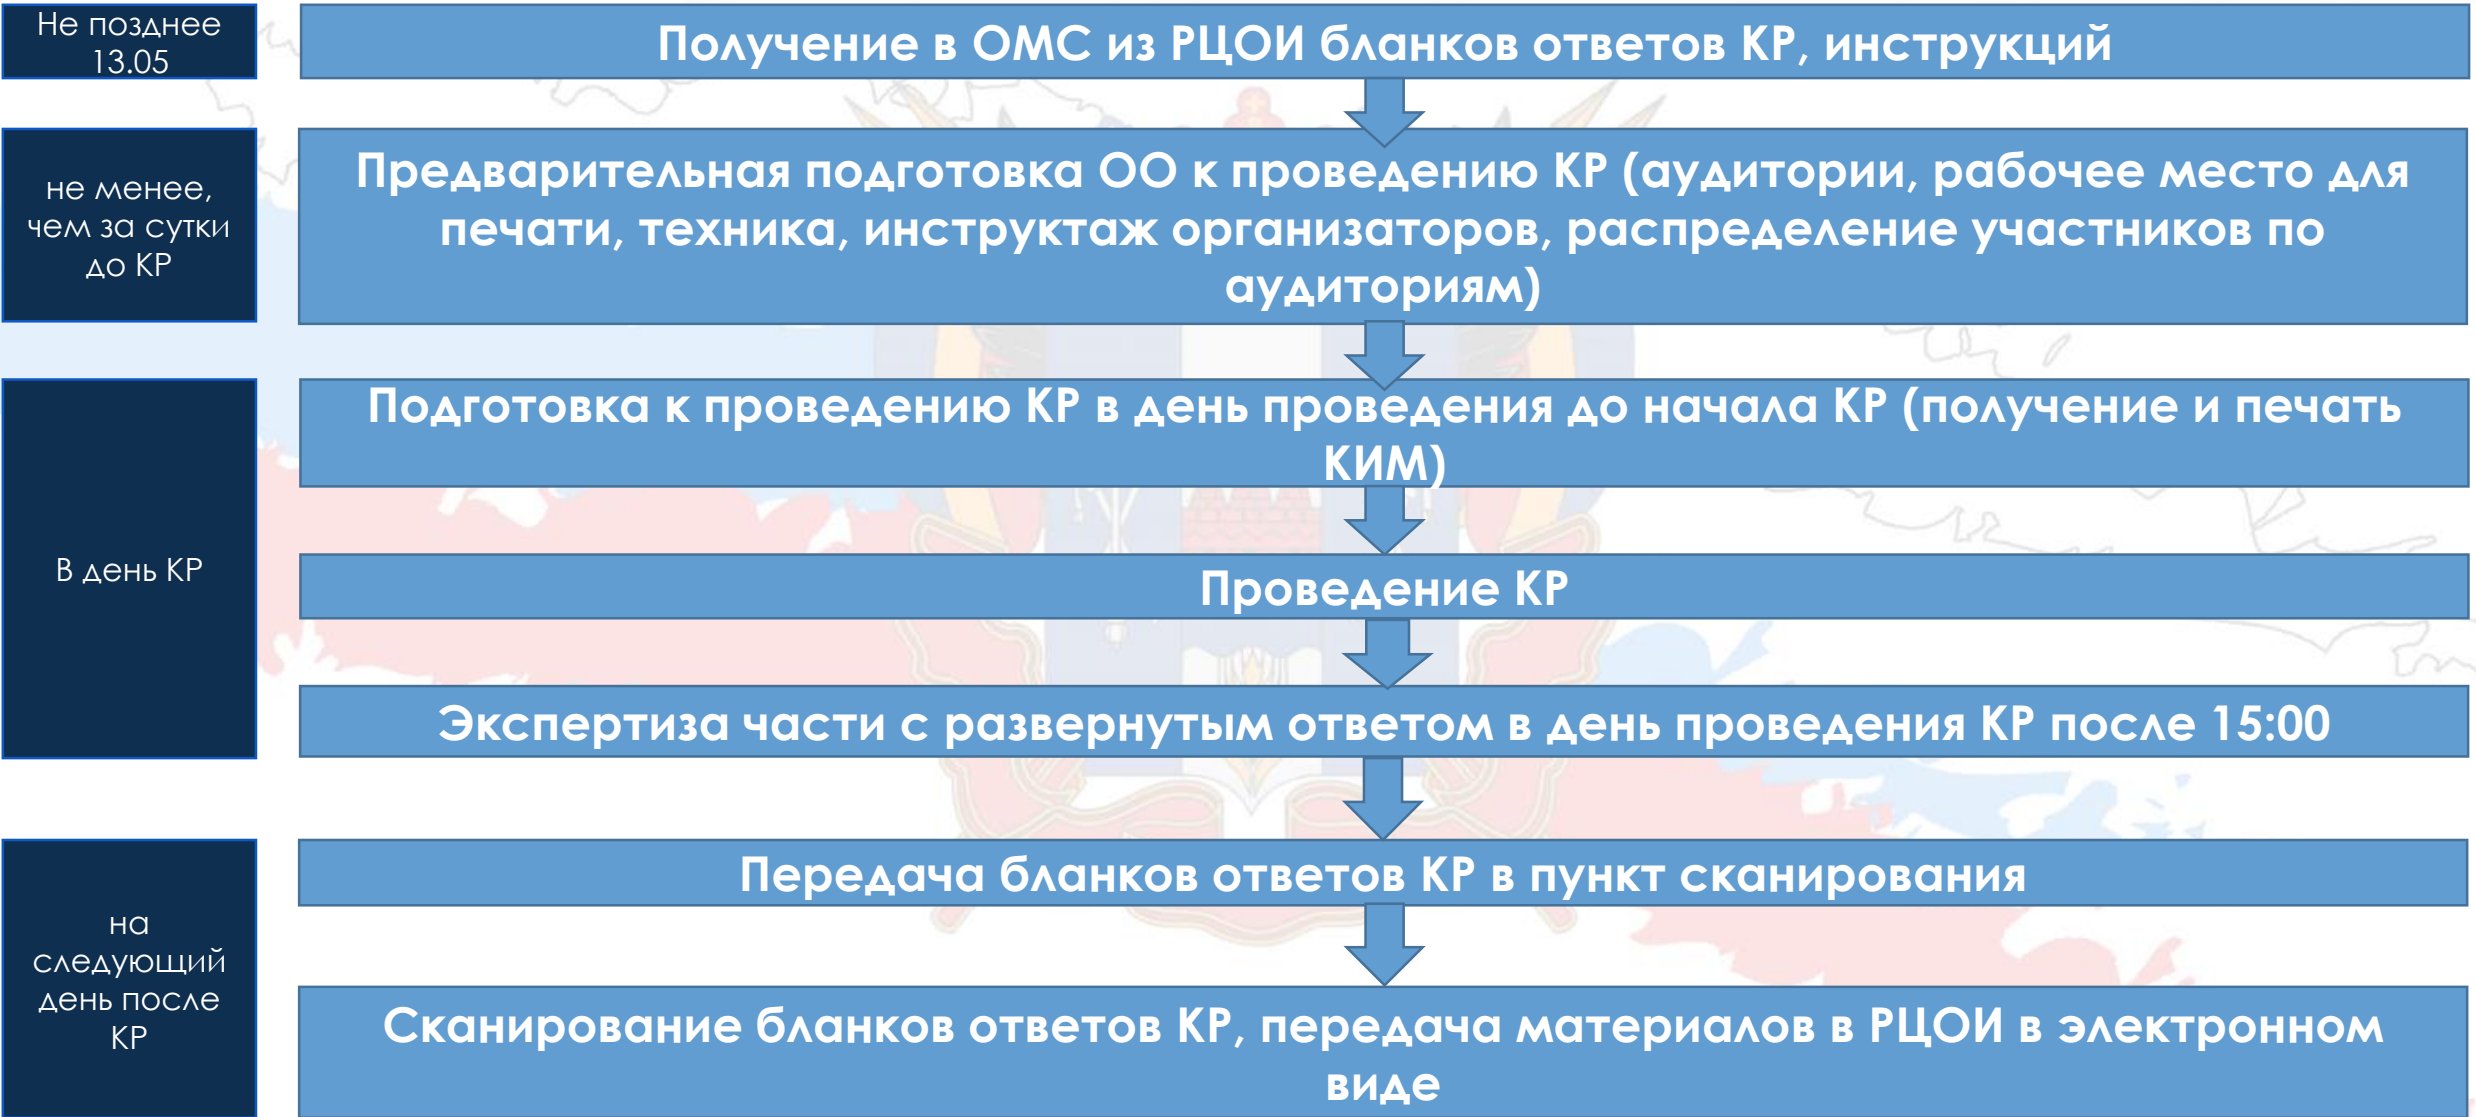 Не позднее
13.05
Получение в ОМС из РЦОИ бланков ответов КР, инструкций
не менее,
чем за сутки
до КР
Предварительная подготовка ОО к проведению КР (аудитории, рабочее место для
печати, техника, инструктаж организаторов, распределение участников по
аудиториям)
В день КР
Подготовка к проведению КР в день проведения до начала КР (получение и печать
КИМ)
Проведение КР
Экспертиза части с развернутым ответом в день проведения КР после 15:00
на
следующий
день после
КР
Передача бланков ответов КР в пункт сканирования
Сканирование бланков ответов КР, передача материалов в РЦОИ в электронном
виде